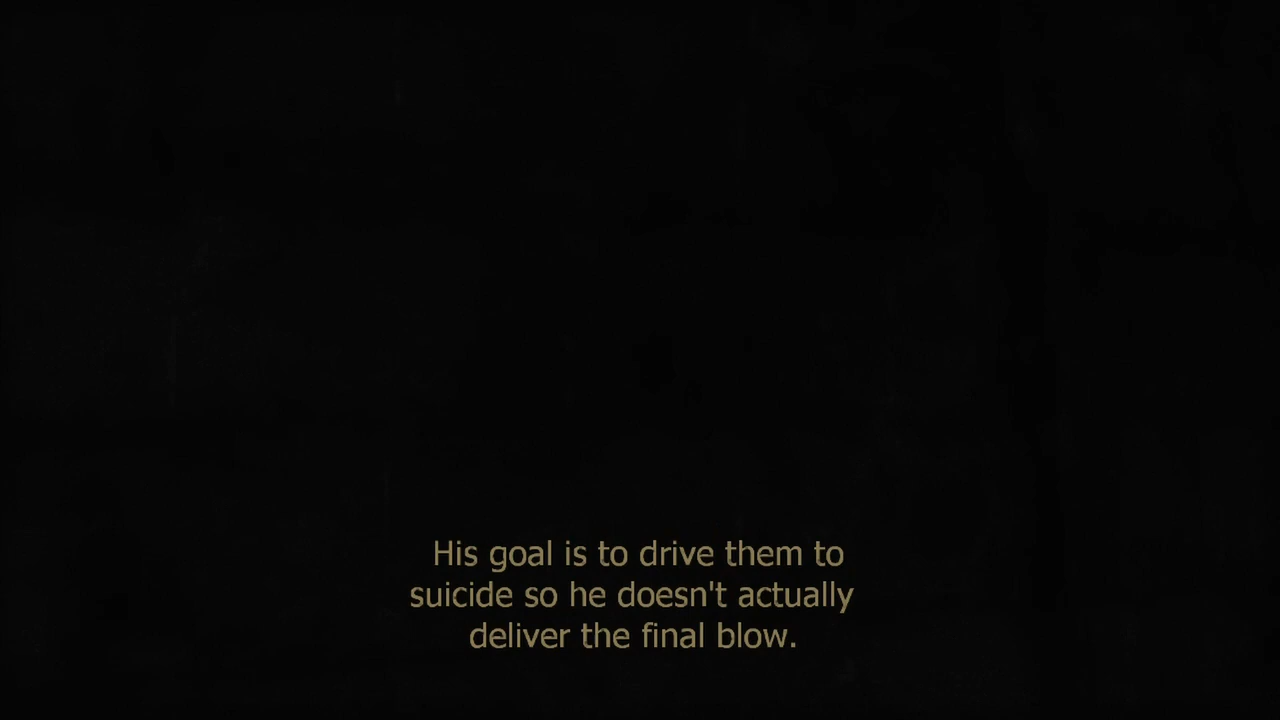 His goal is to drive them to
suicide so he doesn't actually
deliver the final blow.